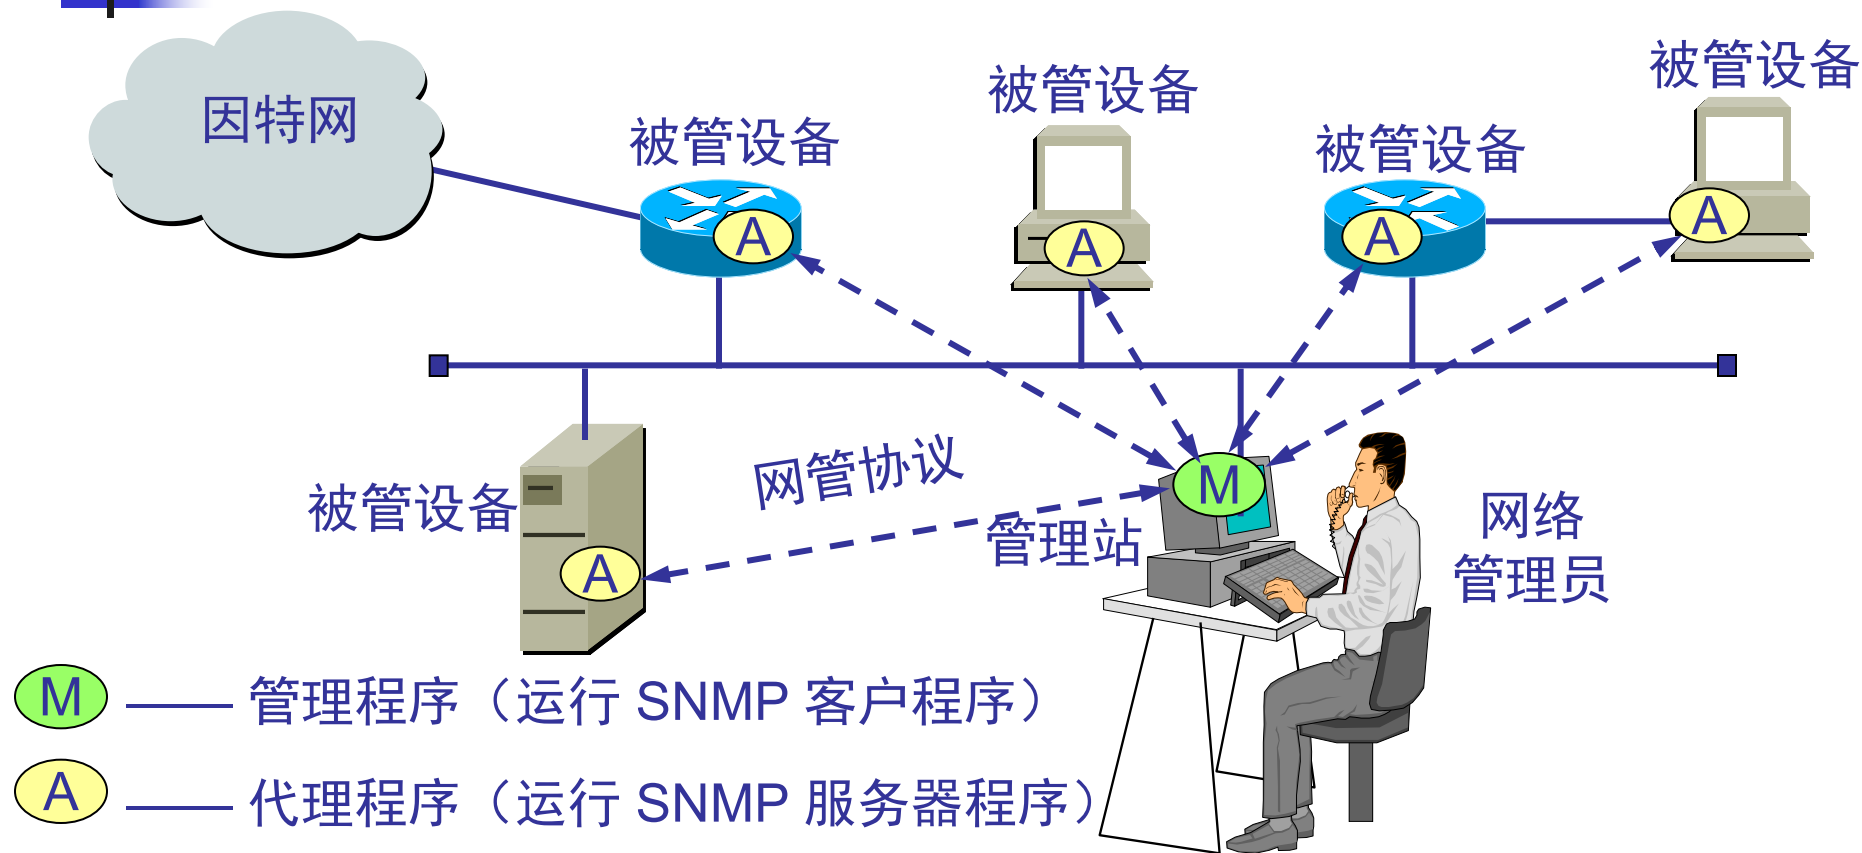 因特网
被管设备
被管设备
被管设备
被管设备
A
A
A
A
被管设备
A
网管协议
管理站
M
网络
管理员
M —— 管理程序（运行 SNMP 客户程序）
A —— 代理程序（运行 SNMP 服务器程序）